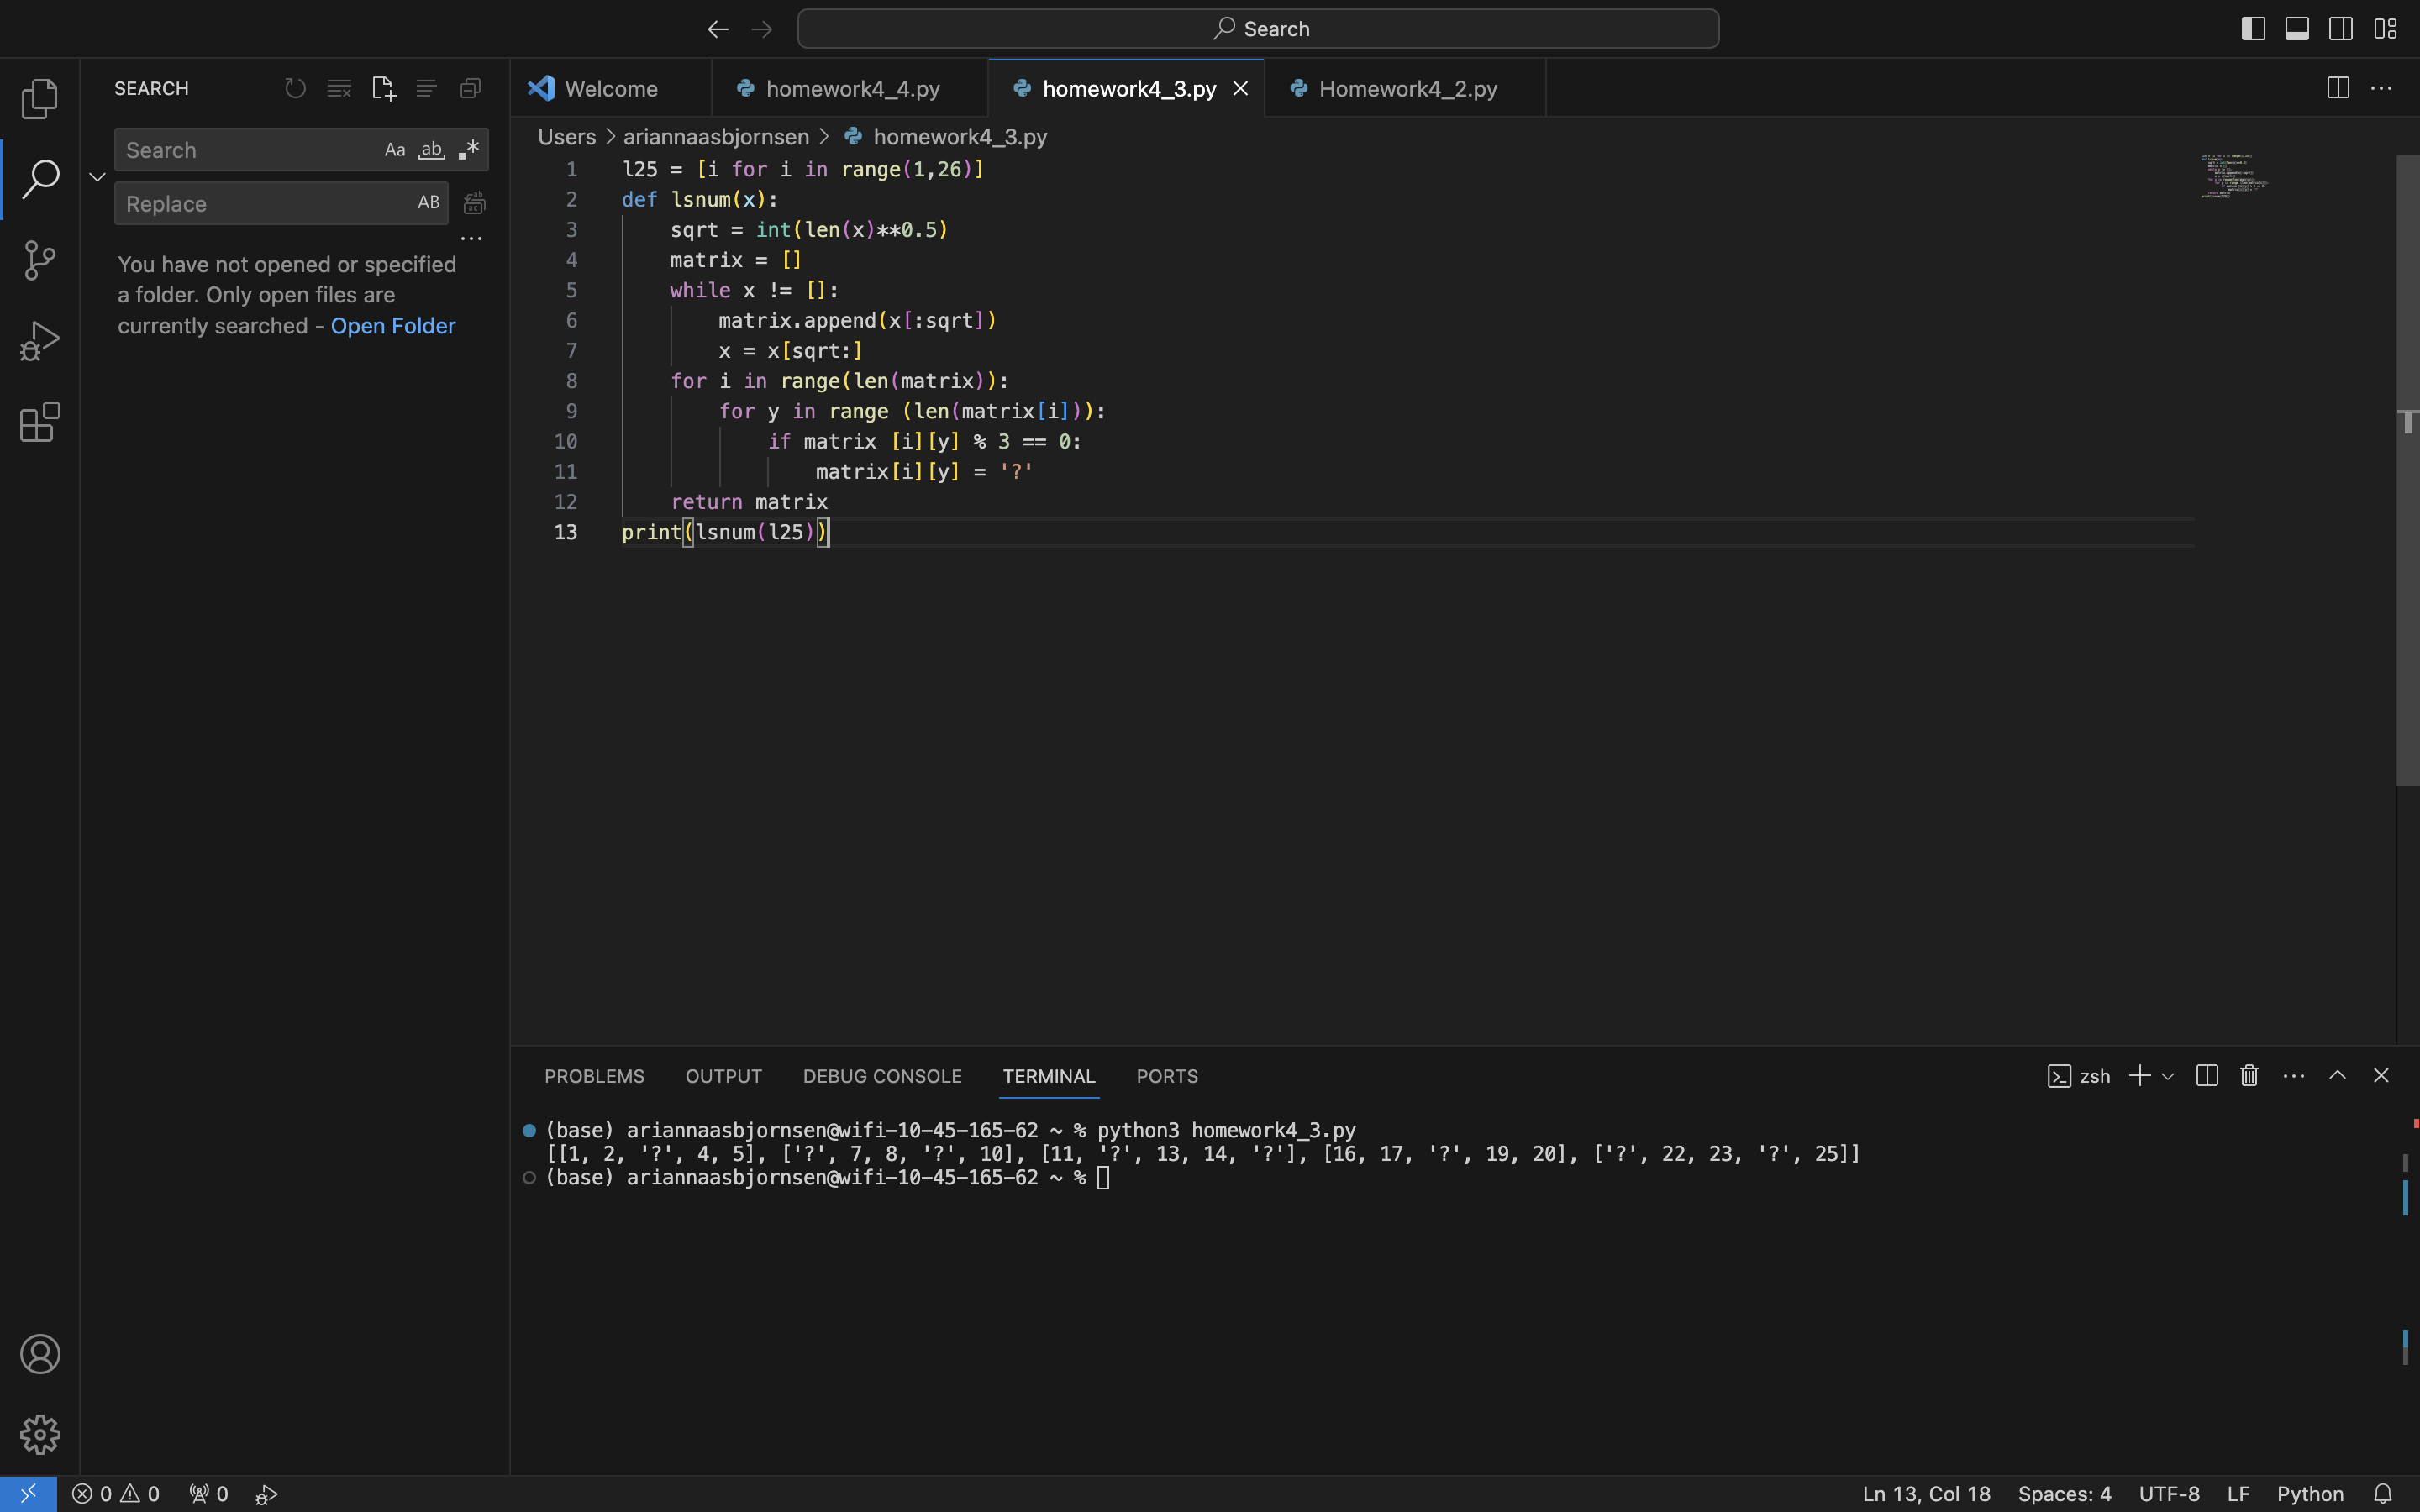 Search
SEARCH
Search Aa ab *
Replace AB
You have not opened or specified
a folder. Only open files are
currently searched - Open Folder
Welcome homework4_4.py homework4_3.py Homework4_2.py
Users > ariannaasbjornsen > homework4_3.py
1 l25 = [i for i in range(1,26)]
2 def lsnum(x):
3     sqrt = int(len(x)**0.5)
4     matrix = []
5     while x != []:
6         matrix.append(x[:sqrt])
7         x = x[sqrt:]
8     for i in range(len(matrix)):
9         for y in range (len(matrix[i])):
10             if matrix [i][y] % 3 == 0:
11                 matrix[i][y] = '?'
12     return matrix
13 print(lsnum(l25))
PROBLEMS OUTPUT DEBUG CONSOLE TERMINAL PORTS zsh
(base) ariannaasbjornsen@wifi-10-45-165-62 ~ % python3 homework4_3.py
[[1, 2, '?', 4, 5], ['?', 7, 8, '?', 10], [11, '?', 13, 14, '?'], [16, 17, '?', 19, 20], ['?', 22, 23, '?', 25]]
(base) ariannaasbjornsen@wifi-10-45-165-62 ~ %
0 0 0 Ln 13, Col 18 Spaces: 4 UTF-8 LF Python